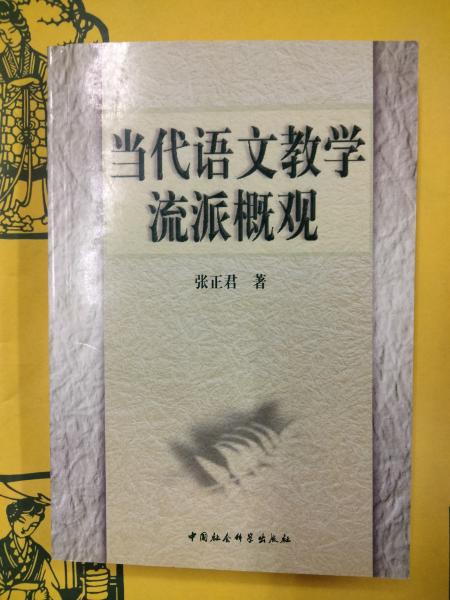 当代语文教学
流派概观
张正君 著
中国社会科学出版社